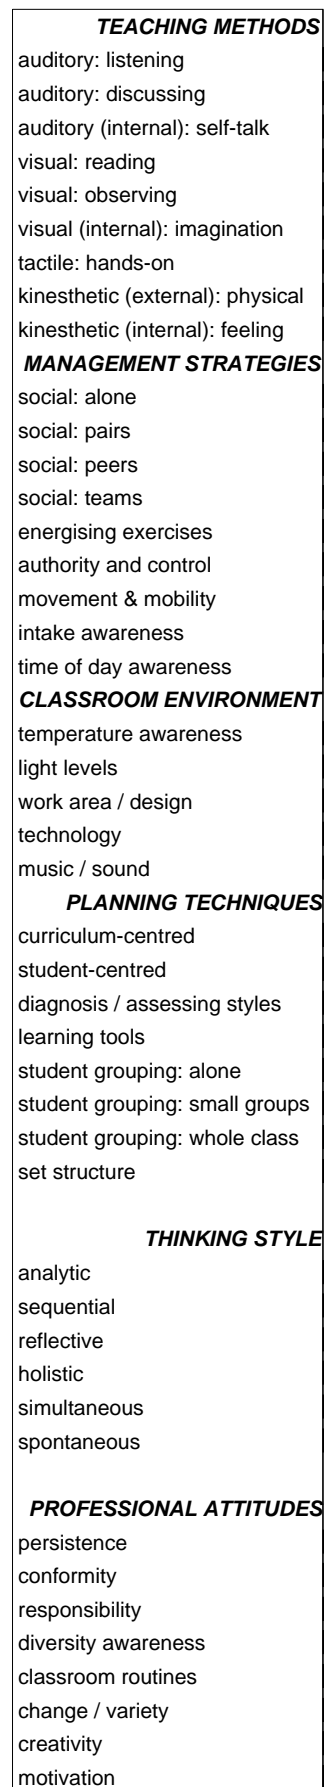 TEACHING METHODS
auditory: listening
auditory: discussing
auditory (internal): self-talk
visual: reading
visual: observing
visual (internal): imagination
tactile: hands-on
kinesthetic (external): physical
kinesthetic (internal): feeling
MANAGEMENT STRATEGIES
social: alone
social: pairs
social: peers
social: teams
energising exercises
authority and control
movement & mobility
intake awareness
time of day awareness
CLASSROOM ENVIRONMENT
temperature awareness
light levels
work area / design
technology
music / sound
PLANNING TECHNIQUES
curriculum-centred
student-centred
diagnosis / assessing styles
learning tools
student grouping: alone
student grouping: small groups
student grouping: whole class
set structure
THINKING STYLE
analytic
sequential
reflective
holistic
simultaneous
spontaneous
PROFESSIONAL ATTITUDES
persistence
conformity
responsibility
diversity awareness
classroom routines
change / variety
creativity
motivation